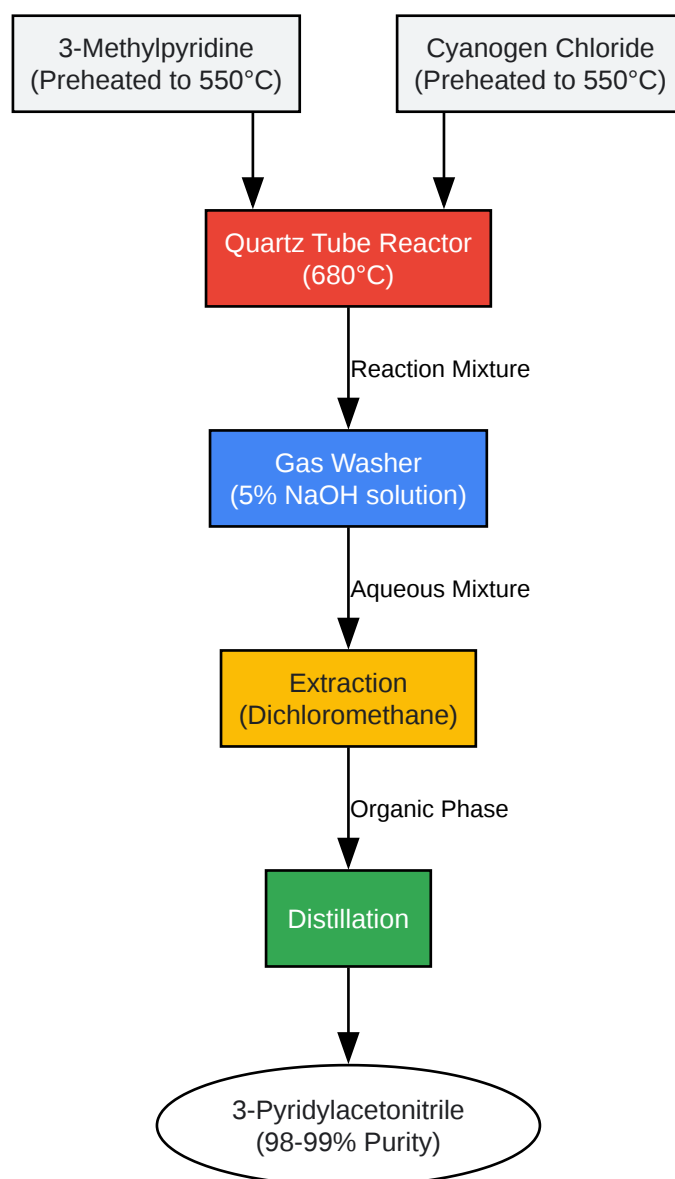 3-Methylpyridine
(Preheated to 550°C)
Cyanogen Chloride
(Preheated to 550°C)
Quartz Tube Reactor
(680°C)
Reaction Mixture
Gas Washer
(5% NaOH solution)
Aqueous Mixture
Extraction
(Dichloromethane)
Organic Phase
Distillation
3-Pyridylacetonitrile
(98-99% Purity)